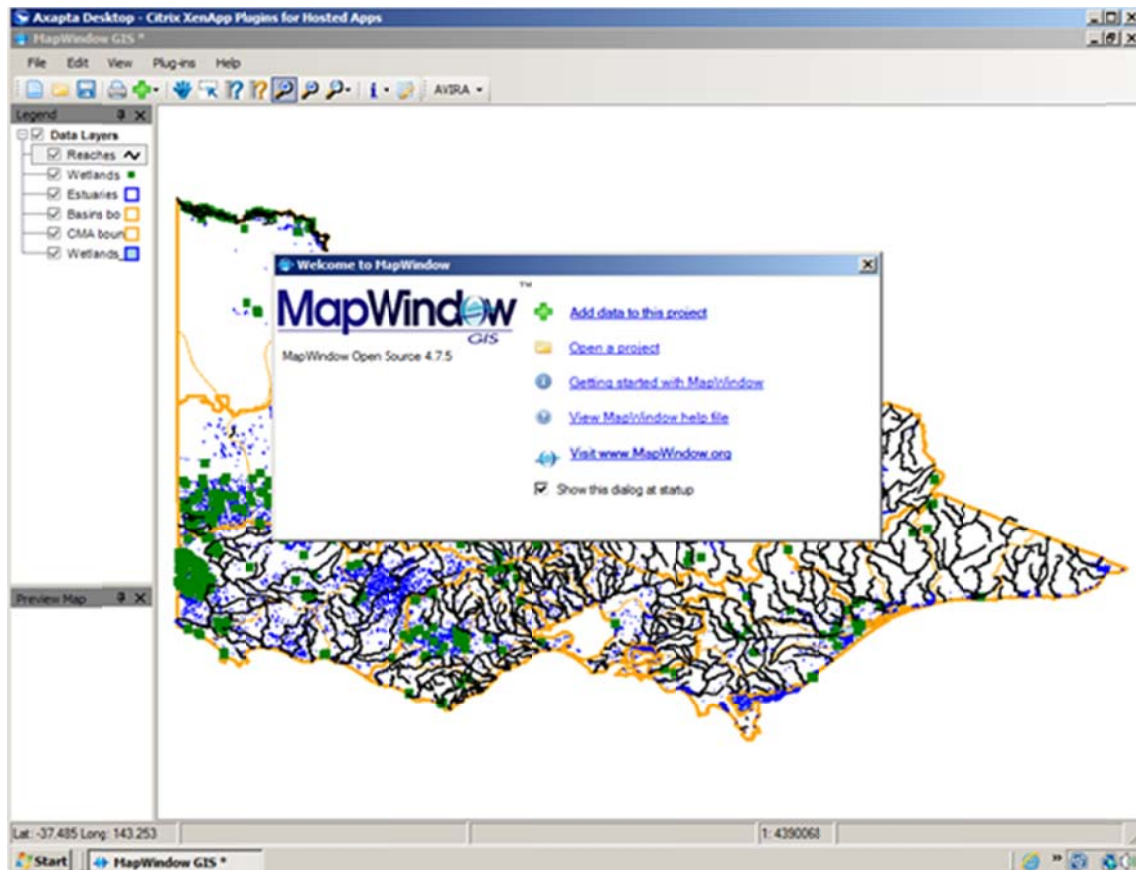 Axapta Desktop - Citrix XenApp Plugins for Hosted Apps
MapWindow GIS *
File Edit View Plug-ins Help
AVIRA
Legend
Data Layers
Reaches
Wetlands
Estuaries
Basins bo
CMA boun
Wetlands_
Welcome to MapWindow
MapWindow™
GIS
MapWindow Open Source 4.7.5
Add data to this project
Open a project
Getting started with MapWindow
View MapWindow help file
Visit www.MapWindow.org
Show this dialog at startup
Preview Map
Lat: -37.485 Long: 143.253
1: 4390068
Start
MapWindow GIS *